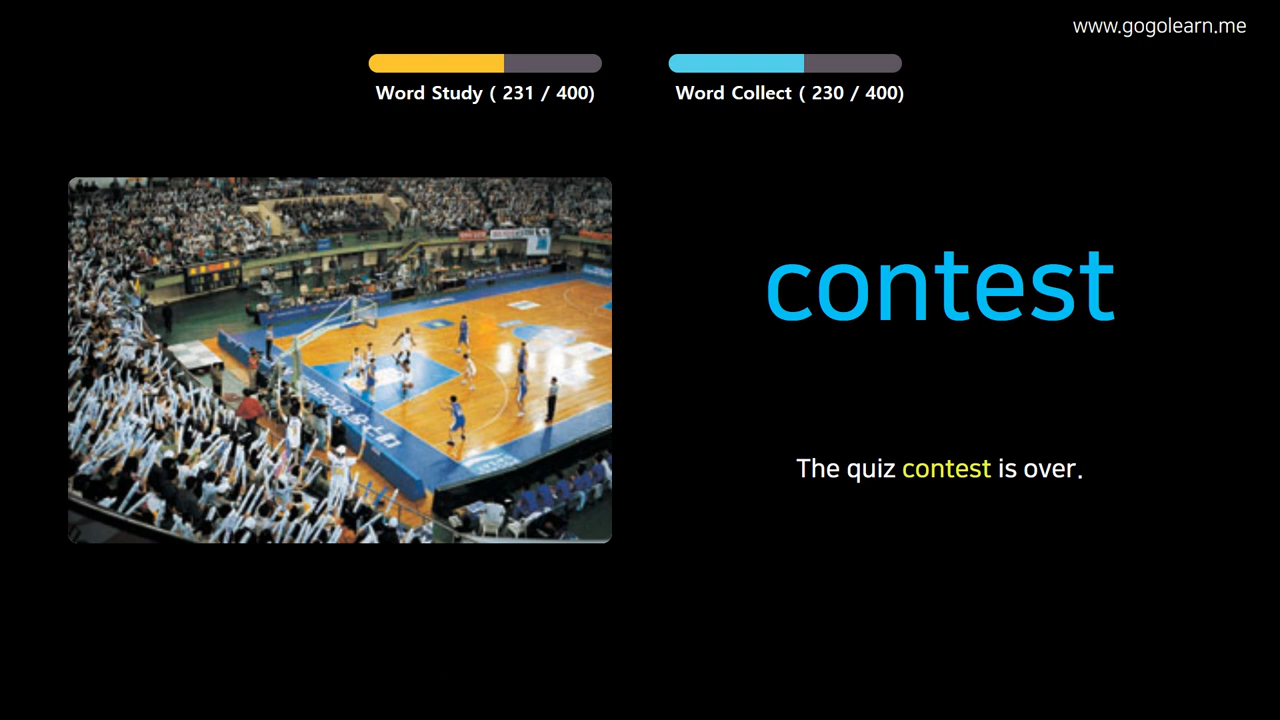 www.gogolearn.me
Word Study ( 231 / 400)
Word Collect ( 230 / 400)
contest
The quiz contest is over.